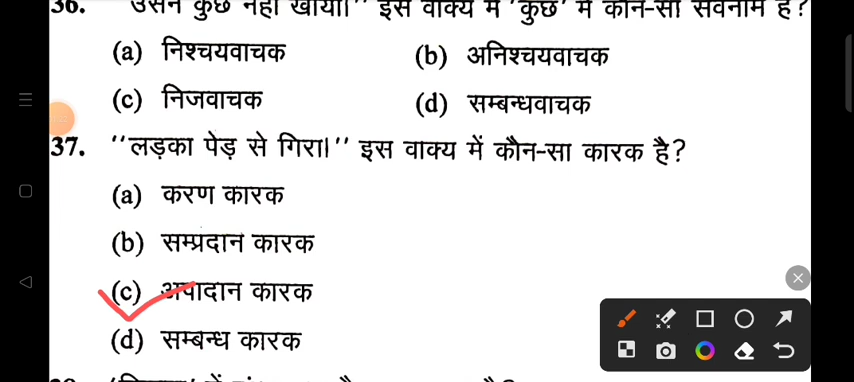 36. "उसने कुछ नहीं खाया।" इस वाक्य में 'कुछ' में कौन-सा सर्वनाम है?
(a) निश्चयवाचक (b) अनिश्चयवाचक
(c) निजवाचक (d) सम्बन्धवाचक
37. ''लड़का पेड़ से गिरा।'' इस वाक्य में कौन-सा कारक है?
(a) करण कारक
(b) सम्प्रदान कारक
(c) अपादान कारक
(d) सम्बन्ध कारक